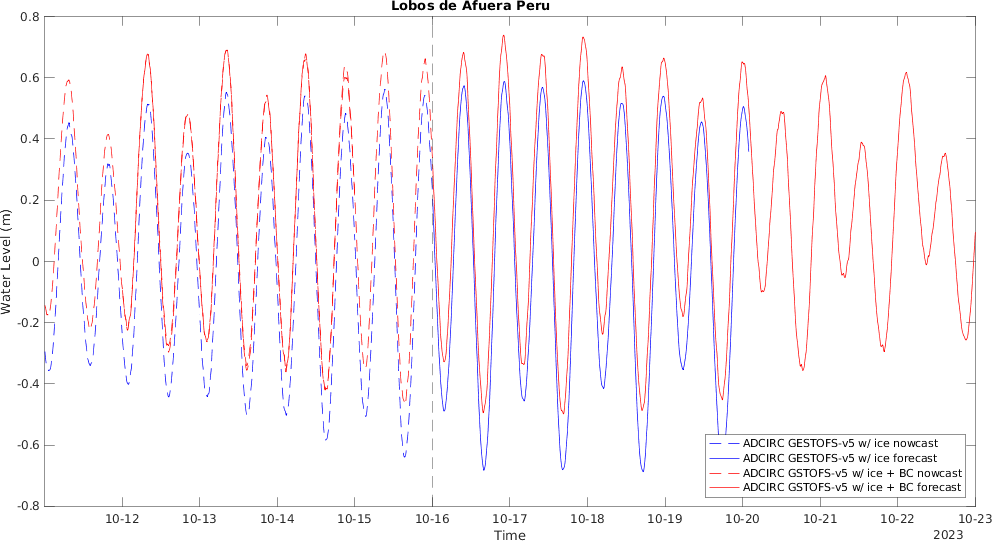 Lobos de Afuera Peru
0.8
0.6
0.4
0.2
0
-0.2
-0.4
-0.6
-0.8
Water Level (m)
10-12 10-13 10-14 10-15 10-16 10-17 10-18 10-19 10-20 10-21 10-22 10-23
Time
2023
ADCIRC GESTOFS-v5 w/ ice nowcast
ADCIRC GESTOFS-v5 w/ ice forecast
ADCIRC GSTOFS-v5 w/ ice + BC nowcast
ADCIRC GSTOFS-v5 w/ ice + BC forecast